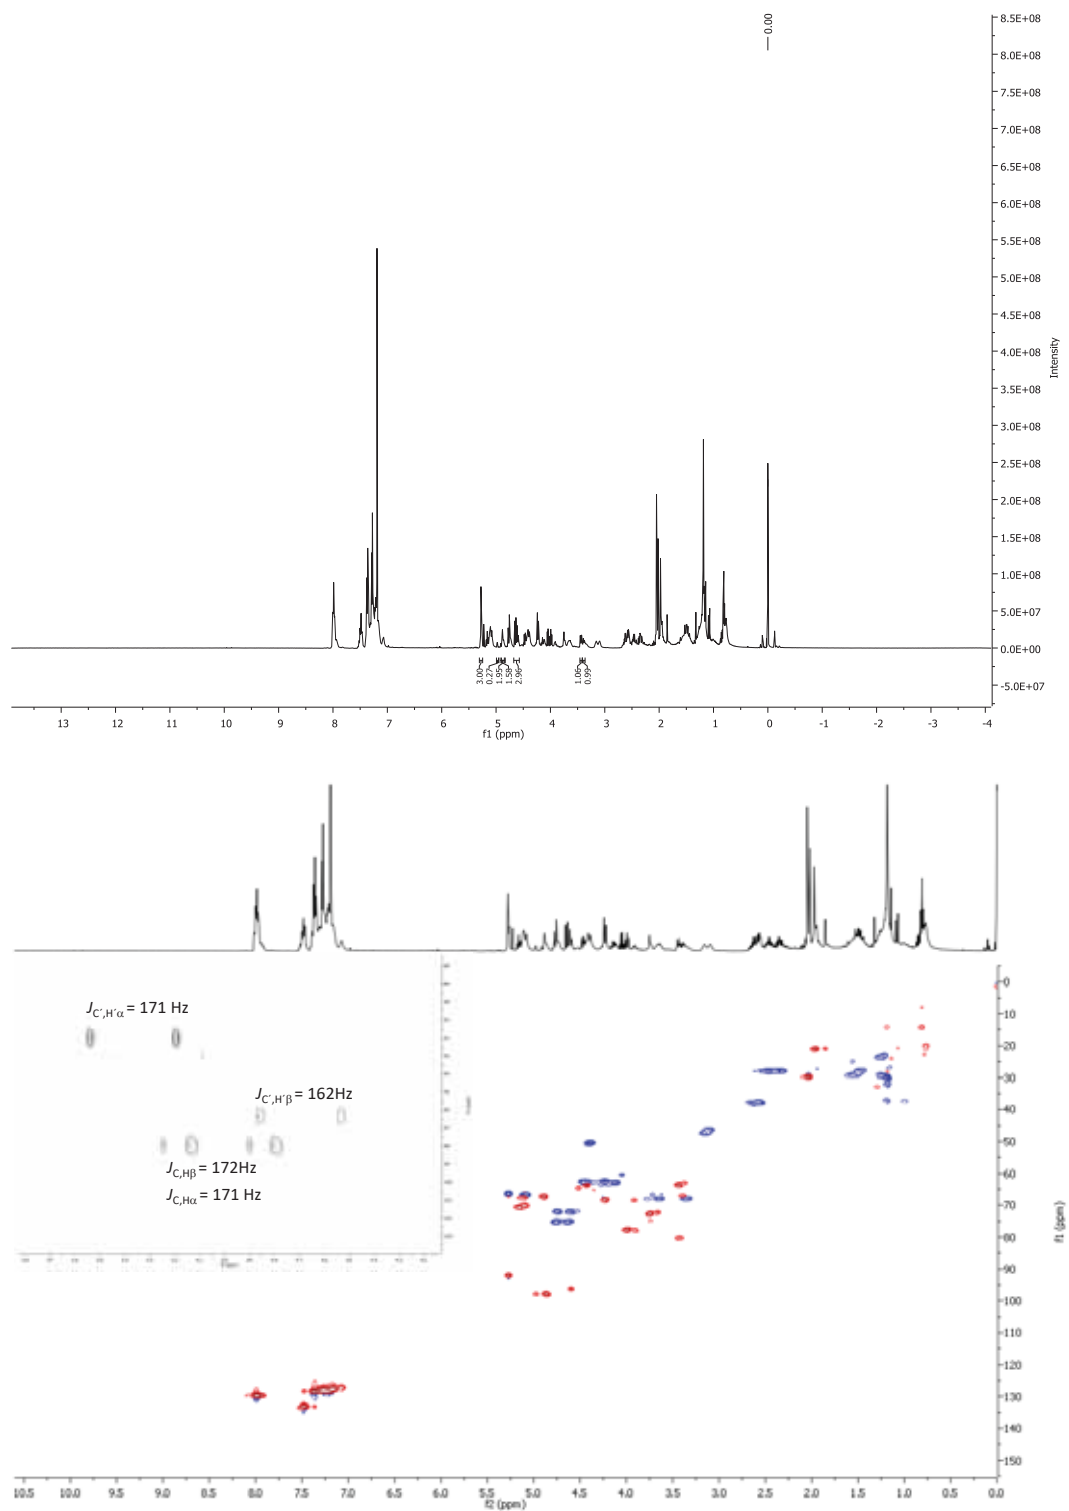 0.00
8.5E+08
8.0E+08
7.5E+08
7.0E+08
6.5E+08
6.0E+08
5.5E+08
5.0E+08
4.5E+08
4.0E+08
3.5E+08
3.0E+08
2.5E+08
2.0E+08
1.5E+08
1.0E+08
5.0E+07
0.00E+00
-5.0E+07
Intensity
3.00
0.27
1.95
1.58
2.96
1.06
0.99
13 12 11 10 9 8 7 6 5 4 3 2 1 0 -1 -2 -3 -4
f1 (ppm)
JC′,H′α = 171 Hz
JC′,H′β = 162Hz
JC,Hβ = 172Hz
JC,Hα = 171 Hz
0
10
20
30
40
50
60
70
80
90
100
110
120
130
140
150
f1 (ppm)
10.5 10.0 9.5 9.0 8.5 8.0 7.5 7.0 6.5 6.0 5.5 5.0 4.5 4.0 3.5 3.0 2.5 2.0 1.5 1.0 0.5 0.0
f2 (ppm)